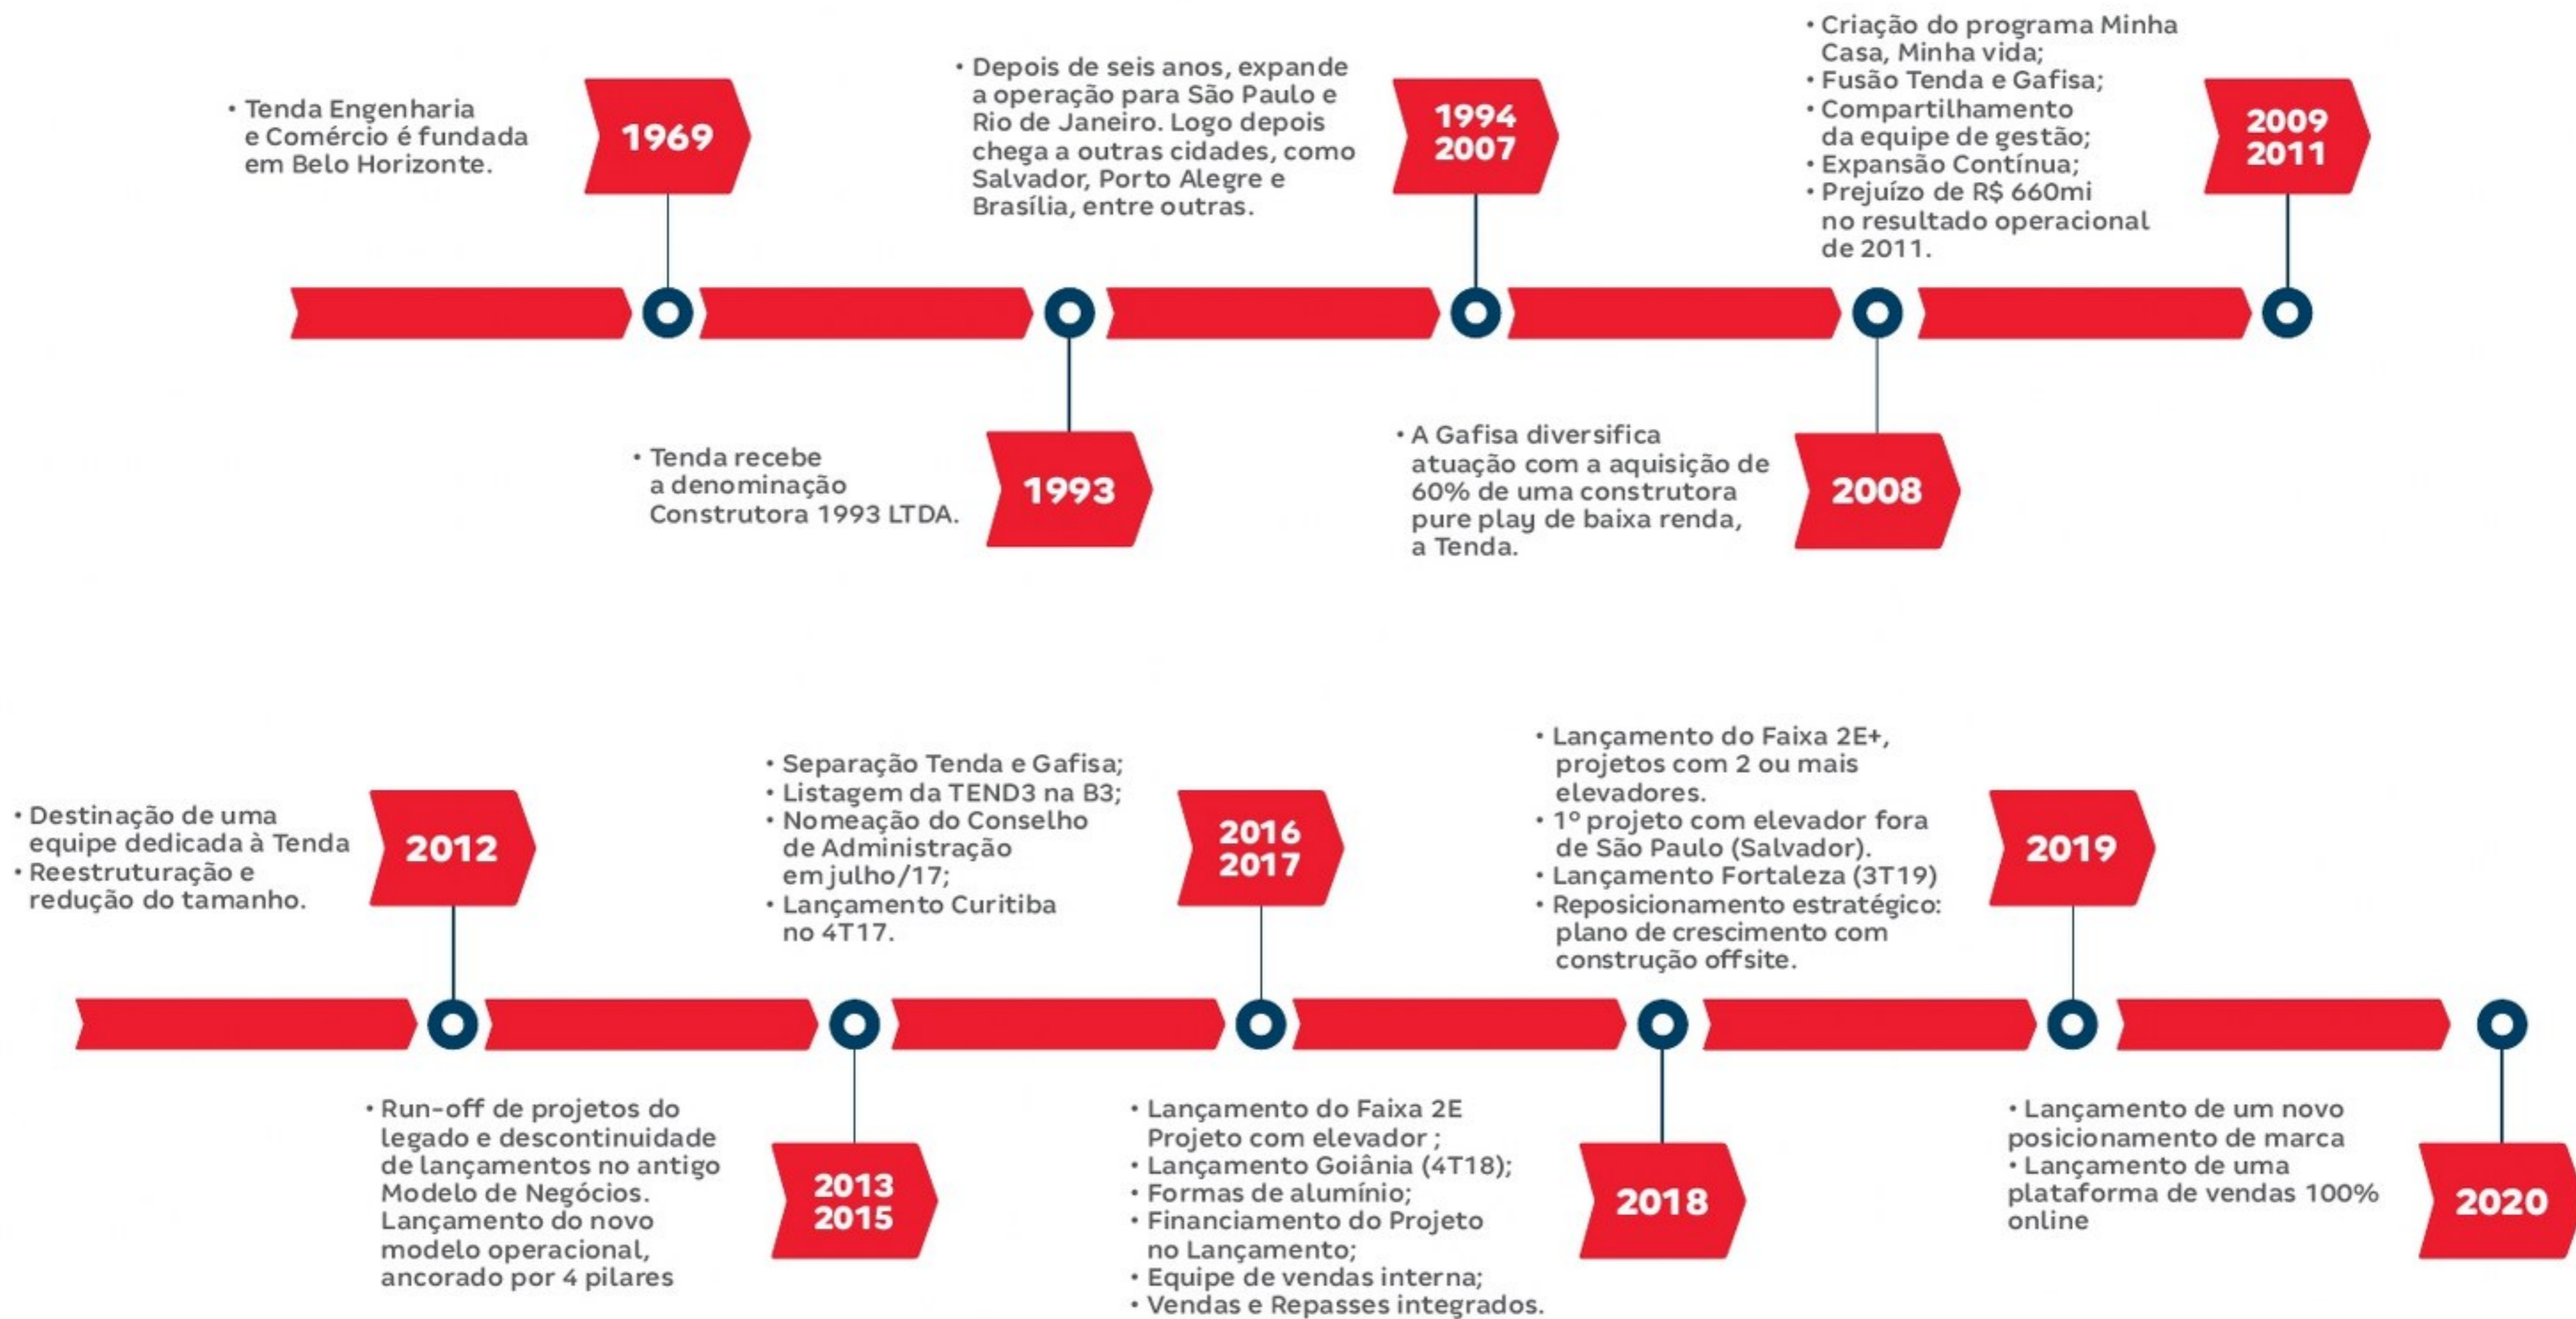 • Tenda Engenharia
e Comércio é fundada
em Belo Horizonte.
1969
• Tenda recebe
a denominação
Construtora 1993 LTDA.
1993
• Depois de seis anos, expande
a operação para São Paulo e
Rio de Janeiro. Logo depois
chega a outras cidades, como
Salvador, Porto Alegre e
Brasília, entre outras.
1994
2007
• A Gafisa diversifica
atuação com a aquisição de
60% de uma construtora
pure play de baixa renda,
a Tenda.
2008
• Criação do programa Minha
Casa, Minha vida;
• Fusão Tenda e Gafisa;
• Compartilhamento
da equipe de gestão;
• Expansão Contínua;
• Prejuízo de R$ 660mi
no resultado operacional
de 2011.
2009
2011
• Destinação de uma
equipe dedicada à Tenda
• Reestruturação e
redução do tamanho.
2012
• Run-off de projetos do
legado e descontinuidade
de lançamentos no antigo
Modelo de Negócios.
Lançamento do novo
modelo operacional,
ancorado por 4 pilares
2013
2015
• Separação Tenda e Gafisa;
• Listagem da TEND3 na B3;
• Nomeação do Conselho
de Administração
em julho/17;
• Lançamento Curitiba
no 4T17.
2016
2017
• Lançamento do Faixa 2E
Projeto com elevador ;
• Lançamento Goiânia (4T18);
• Formas de alumínio;
• Financiamento do Projeto
no Lançamento;
• Equipe de vendas interna;
• Vendas e Repasses integrados.
2018
• Lançamento do Faixa 2E+,
projetos com 2 ou mais
elevadores.
• 1º projeto com elevador fora
de São Paulo (Salvador).
• Lançamento Fortaleza (3T19)
• Reposicionamento estratégico:
plano de crescimento com
construção offsite.
2019
• Lançamento de um novo
posicionamento de marca
• Lançamento de uma
plataforma de vendas 100%
online
2020